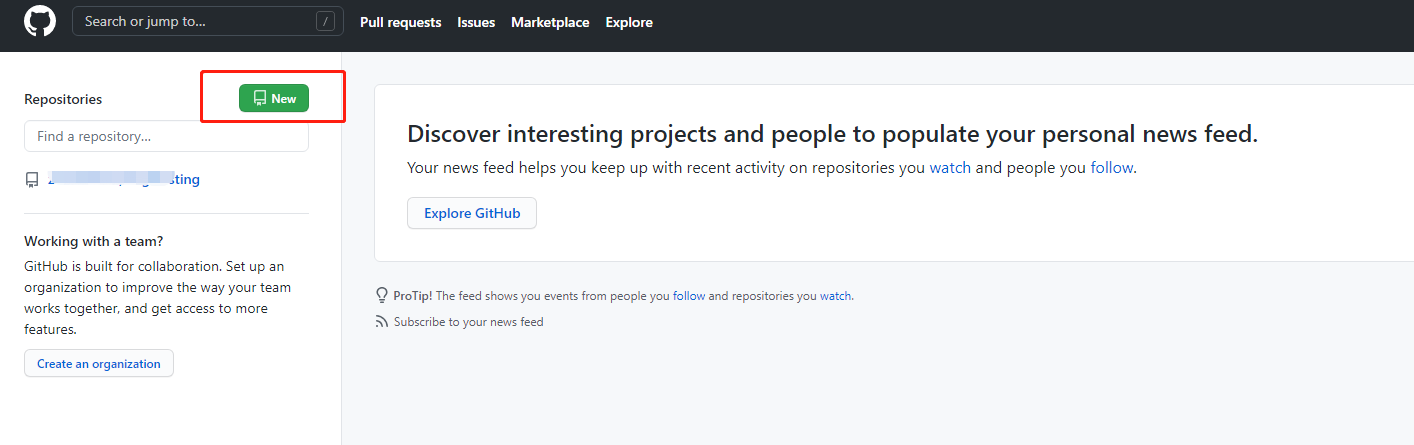 Search or jump to... /
Pull requests Issues Marketplace Explore
Repositories New
Find a repository...
sting
Working with a team?
GitHub is built for collaboration. Set up an
organization to improve the way your team
works together, and get access to more
features.
Create an organization
Discover interesting projects and people to populate your personal news feed.
Your news feed helps you keep up with recent activity on repositories you watch and people you follow.
Explore GitHub
ProTip! The feed shows you events from people you follow and repositories you watch.
Subscribe to your news feed